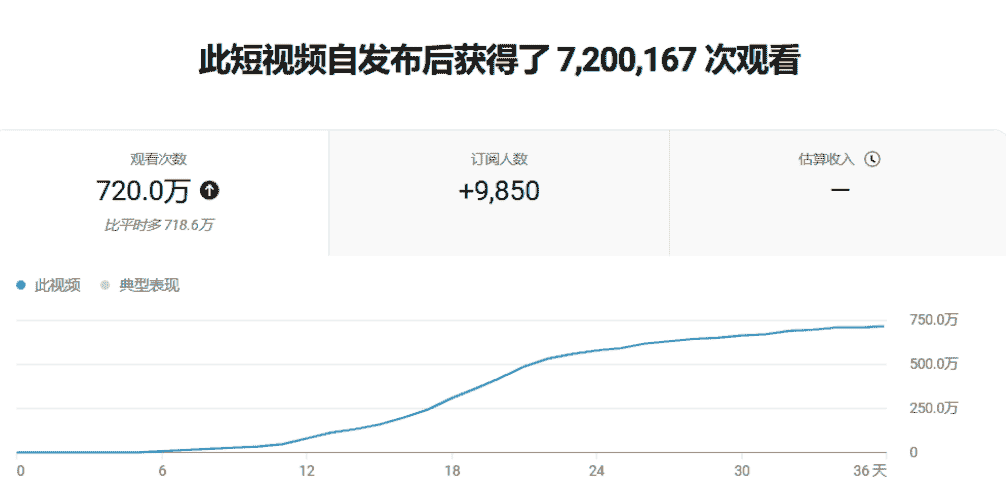 此短视频自发布后获得了 7,200,167 次观看
观看次数
720.0万
比平时多 718.6万
订阅人数
+9,850
估算收入
—
此视频 典型表现
750.0万
500.0万
250.0万
0
0 6 12 18 24 30 36 天